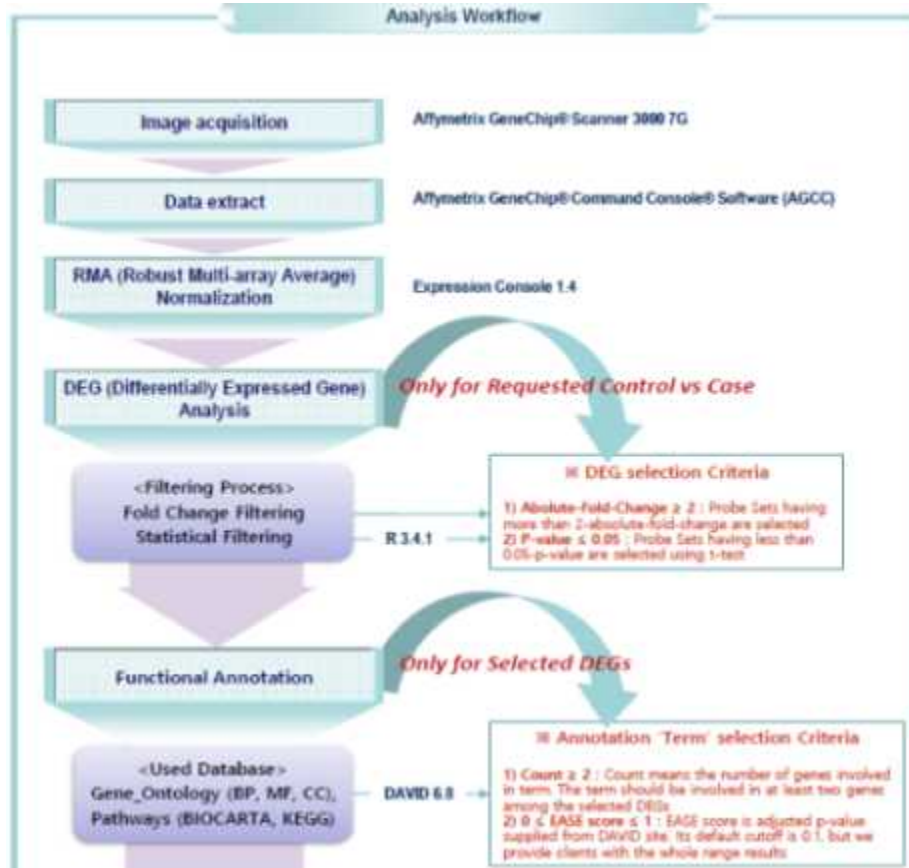 Analysis Workflow
Image acquisition
Affymetrix GeneChip® Scanner 3000 7G
Data extract
Affymetrix GeneChip® Command Console® Software (AGCC)
RMA (Robust Multi-array Average)
Normalization
Expression Console 1.4
DEG (Differentially Expressed Gene)
Analysis
Only for Requested Control vs Case
<Filtering Process>
Fold Change Filtering
Statistical Filtering
R 3.4.1
※ DEG selection Criteria
1) Abolute-Fold-Change ≥ 2 : Probe Sets having
more than 2-absolute-fold-change are selected
2) P-value ≤ 0.05 : Probe Sets having less than
0.05-p-value are selected using t-test
Functional Annotation
Only for Selected DEGs
<Used Database>
Gene_Ontology (BP, MF, CC),
Pathways (BIOCARTA, KEGG)
DAVID 6.8
※ Annotation 'Term' selection Criteria
1) Count ≥ 2 : Count means the number of genes involved
in term. The term should be involved in at least two genes
among the selected DEGs
2) 0 ≤ EASE score ≤ 1 : EASE score is adjusted p-value
supplied from DAVID site. Its default cutoff is 0.1, but we
provide clients with the whole range results